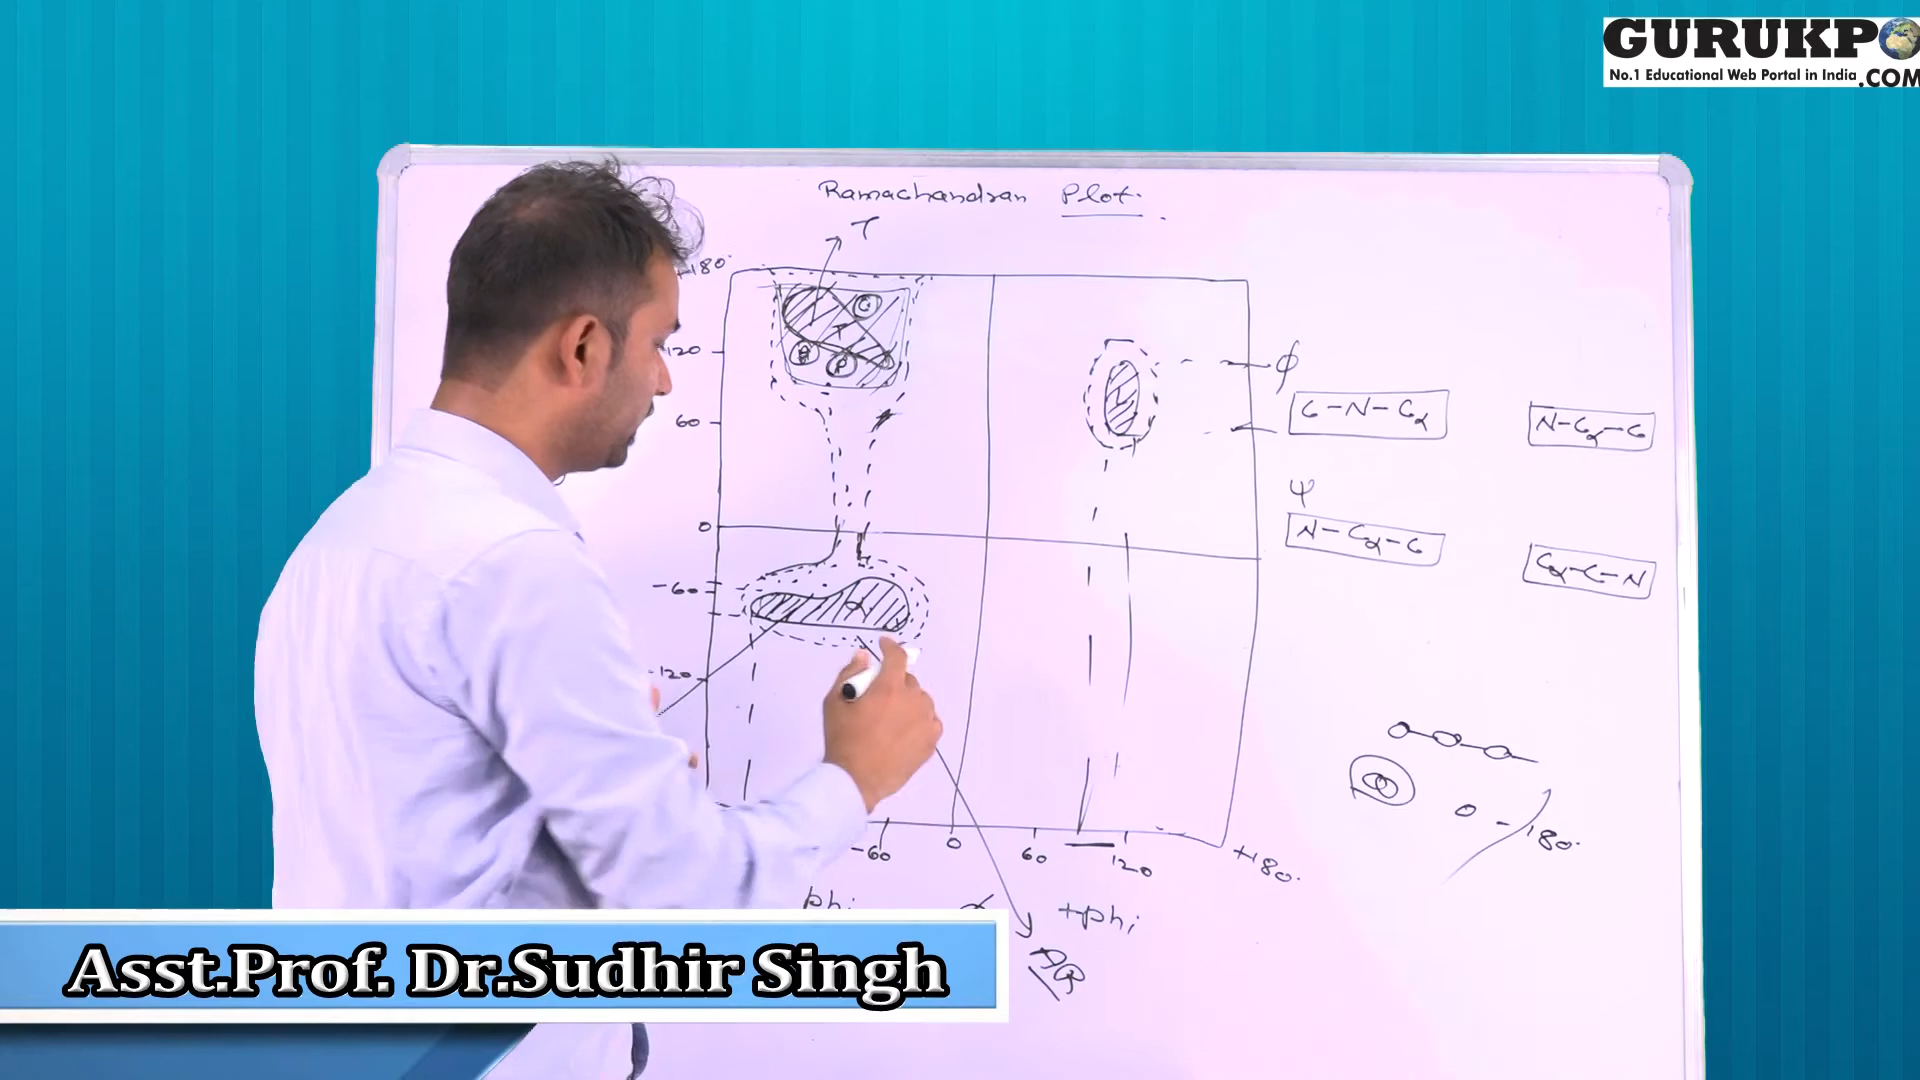 GURUKPO
No.1 Educational Web Portal in India .COM
Ramachandran Plot.
T
+180°
C
120
A
P
60
L
ϕ
C-N-Cα
N-Cα-C
ψ
N-Cα-C
Cα-C-N
0
-60
α
-120
-60
0
60
120
+180°
0 - 180°
phi
+phi
Asst.Prof. Dr.Sudhir Singh